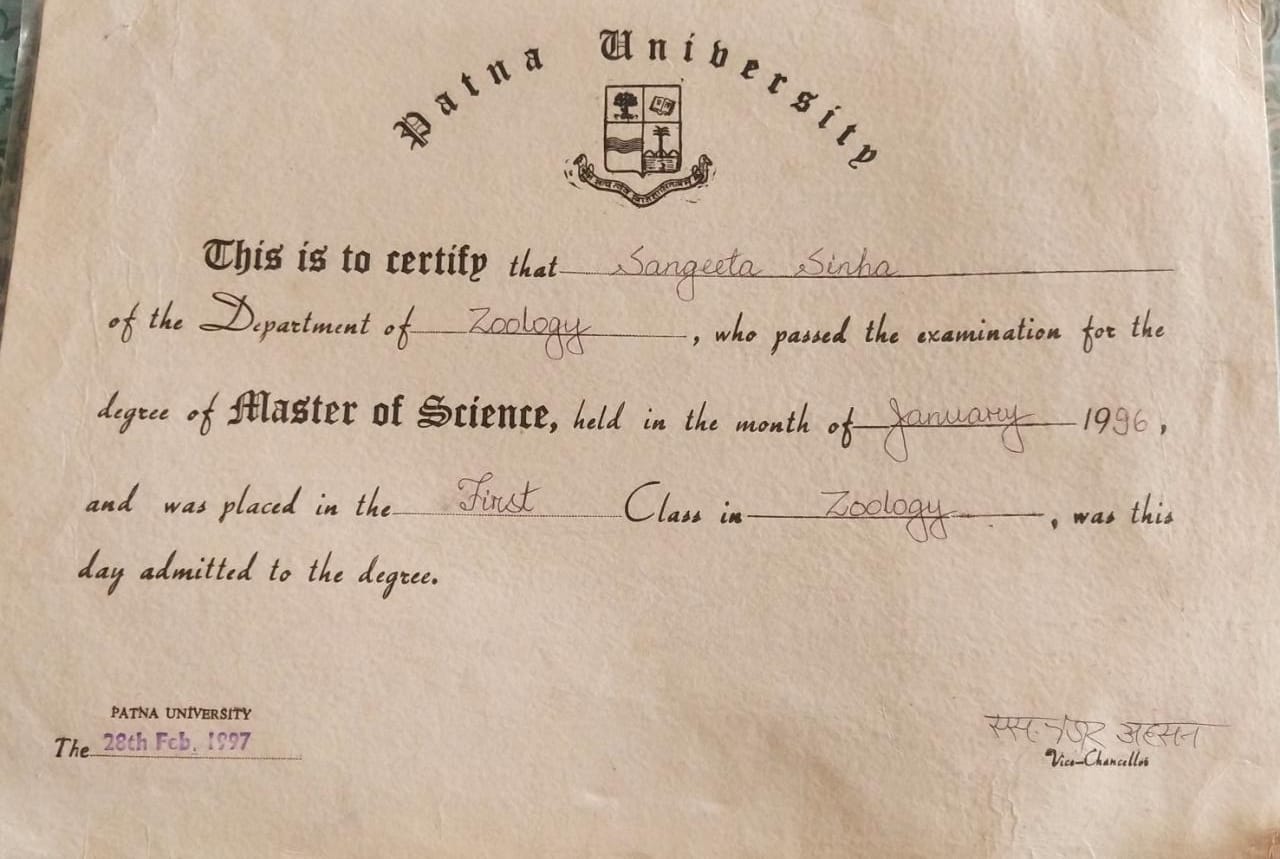 Patna University
This is to certify that Sangeeta Sinha
of the Department of Zoology, who passed the examination for the
degree of Master of Science, held in the month of January 1996,
and was placed in the First Class in Zoology, was this
day admitted to the degree.
PATNA UNIVERSITY
The 28th Feb. 1997
अहसन
Vice-Chancellor